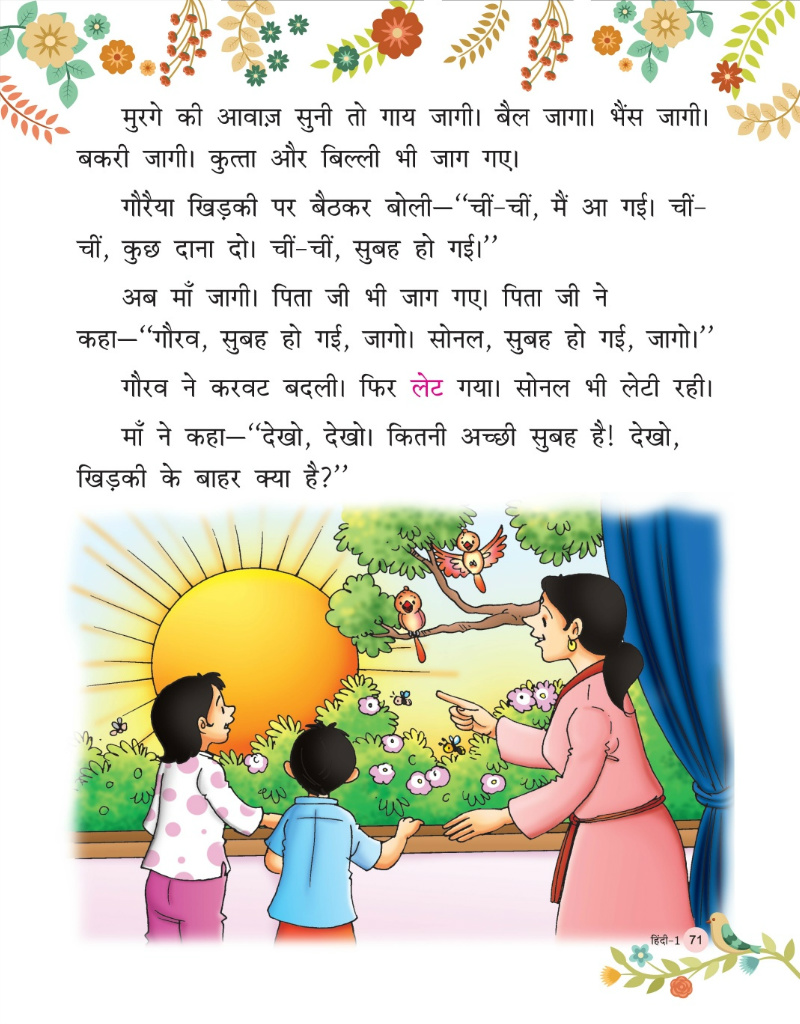 मुरगे की आवाज़ सुनी तो गाय जागी। बैल जागा। भैंस जागी।
बकरी जागी। कुत्ता और बिल्ली भी जाग गए।
गौरैया खिड़की पर बैठकर बोली—‘‘चीं-चीं, मैं आ गई। चीं-
चीं, कुछ दाना दो। चीं-चीं, सुबह हो गई।’’
अब माँ जागी। पिता जी भी जाग गए। पिता जी ने
कहा—‘‘गौरव, सुबह हो गई, जागो। सोनल, सुबह हो गई, जागो।’’
गौरव ने करवट बदली। फिर लेट गया। सोनल भी लेटी रही।
माँ ने कहा—‘‘देखो, देखो। कितनी अच्छी सुबह है! देखो,
खिड़की के बाहर क्या है?’’
हिंदी-1 71